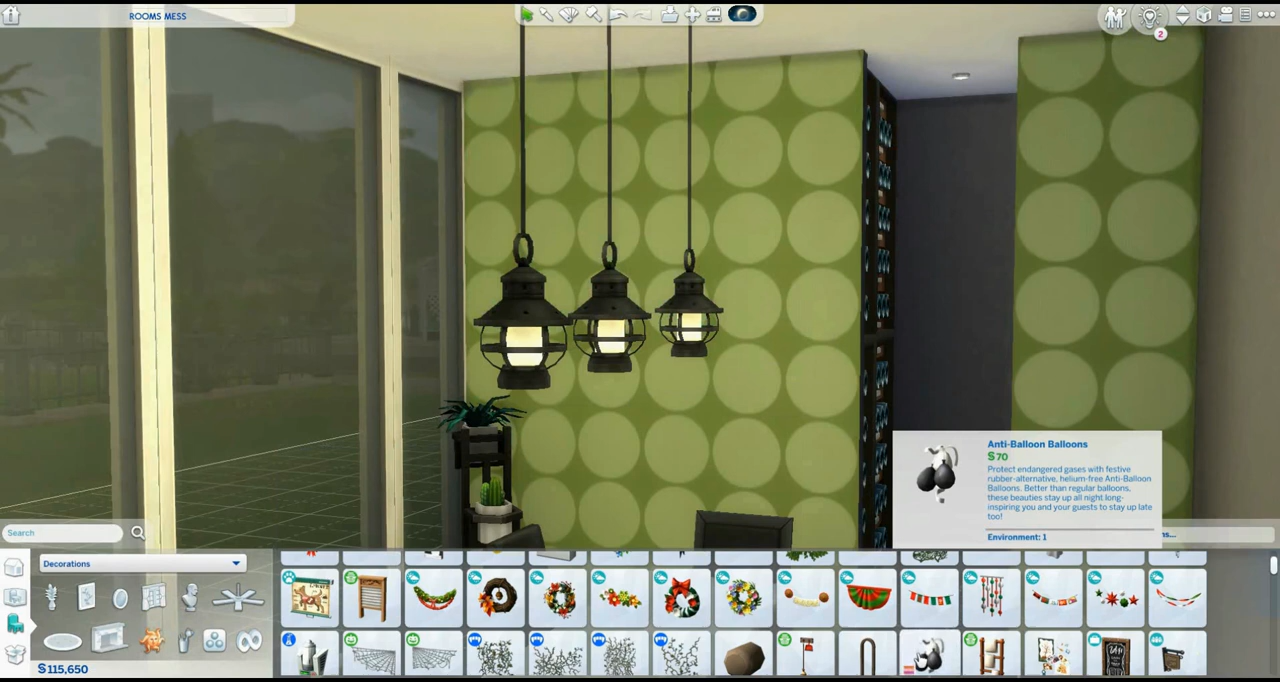 ROOMS MESS
2
Anti-Balloon Balloons
§70
Protect endangered gases with festive
rubber-alternative, helium-free Anti-Balloon
Balloons. Better than regular balloons,
these beauties stay up all night long-
inspiring you and your guests to stay up late
too!
Environment: 1
Search
Decorations
§115,650